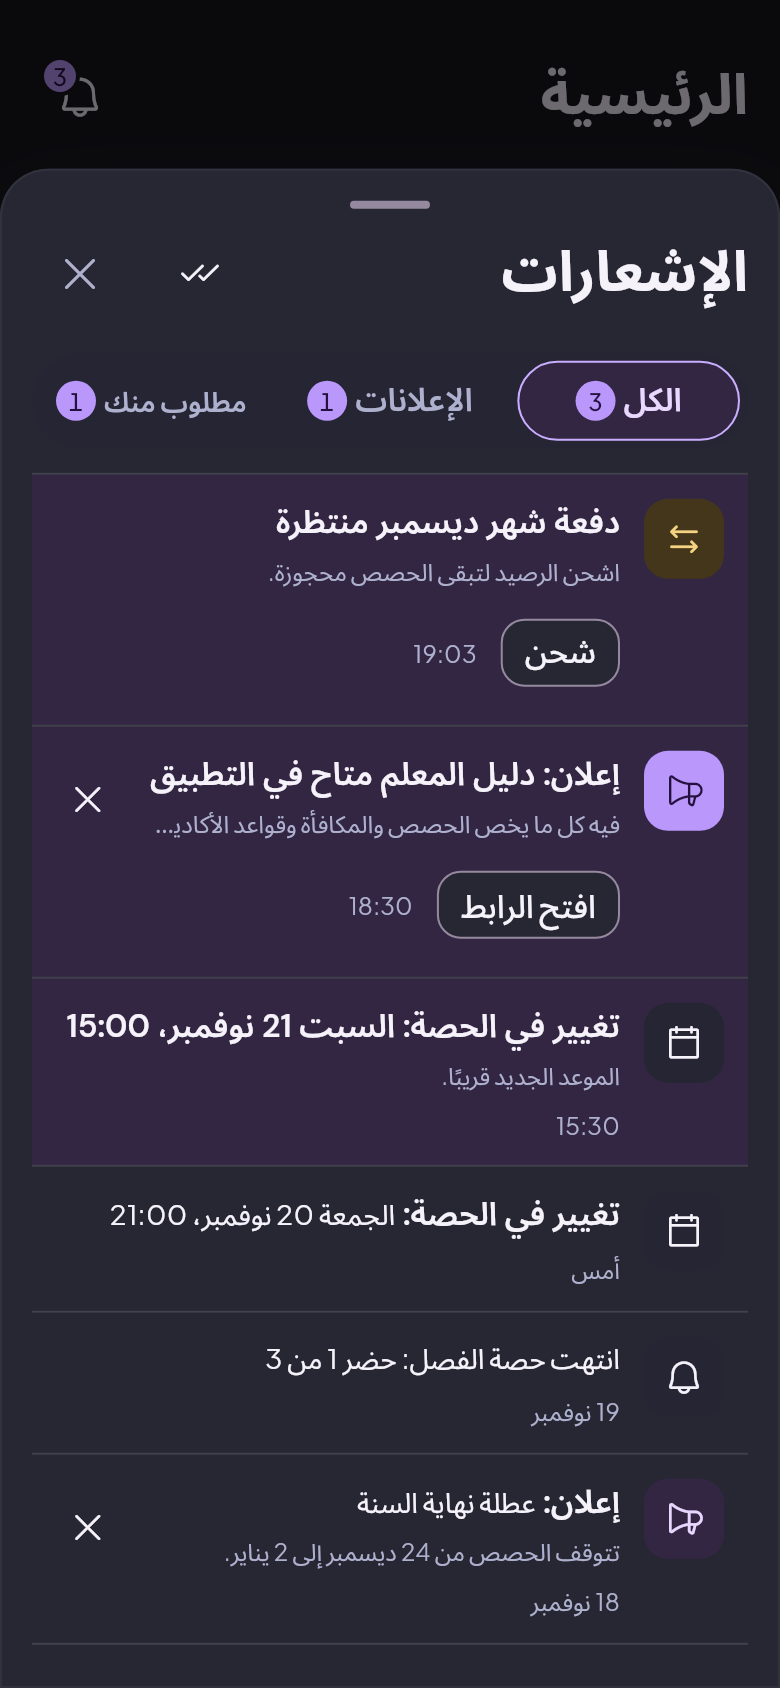 الرئيسية
3
الإشعارات
الكل 3
الإعلانات 1
مطلوب منك 1
دفعة شهر ديسمبر منتظرة
اشحن الرصيد لتبقى الحصص محجوزة.
شحن
19:03
إعلان: دليل المعلم متاح في التطبيق
فيه كل ما يخص الحصص والمكافأة وقواعد الأكاديـ...
افتح الرابط
18:30
تغيير في الحصة: السبت 21 نوفمبر، 15:00
الموعد الجديد قريبًا.
15:30
تغيير في الحصة: الجمعة 20 نوفمبر، 21:00
أمس
انتهت حصة الفصل: حضر 1 من 3
19 نوفمبر
إعلان: عطلة نهاية السنة
تتوقف الحصص من 24 ديسمبر إلى 2 يناير.
18 نوفمبر